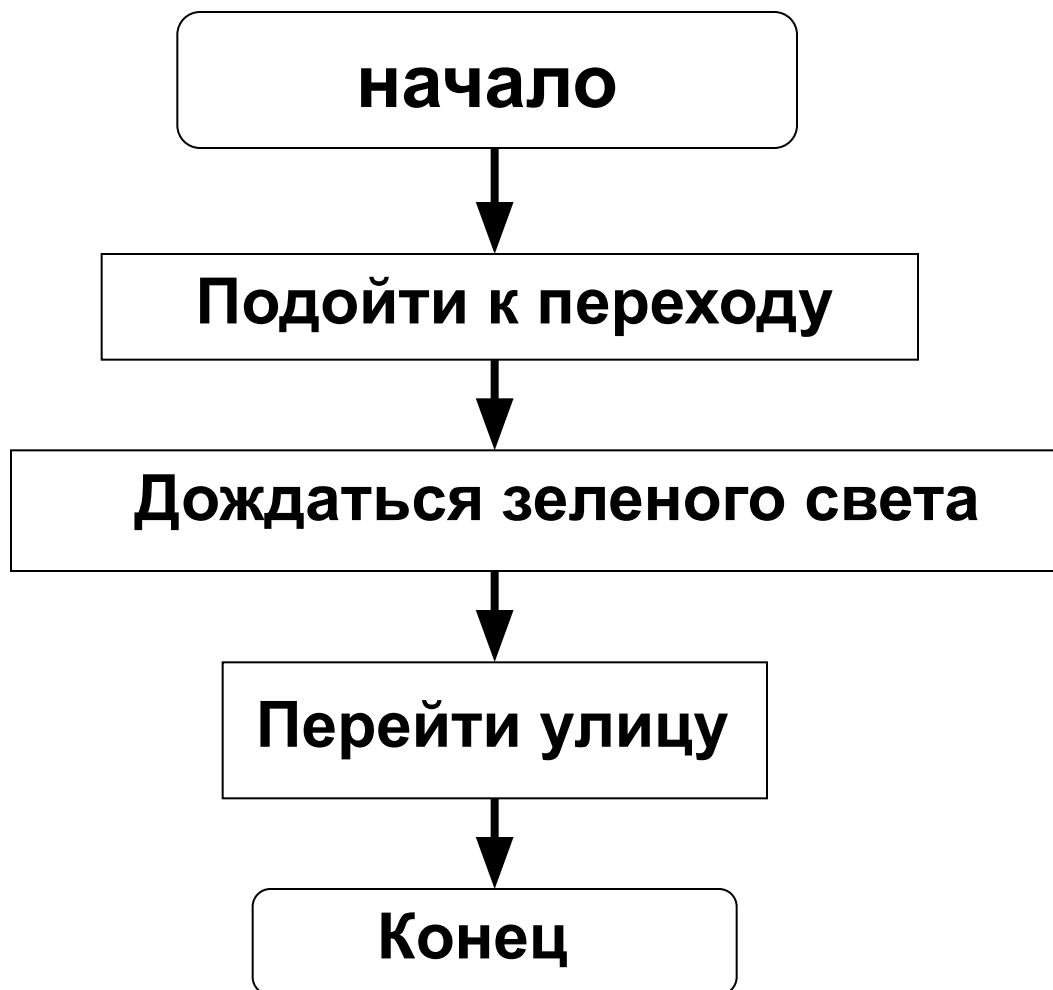 начало
Подойти к переходу
Дождаться зеленого света
Перейти улицу
Конец